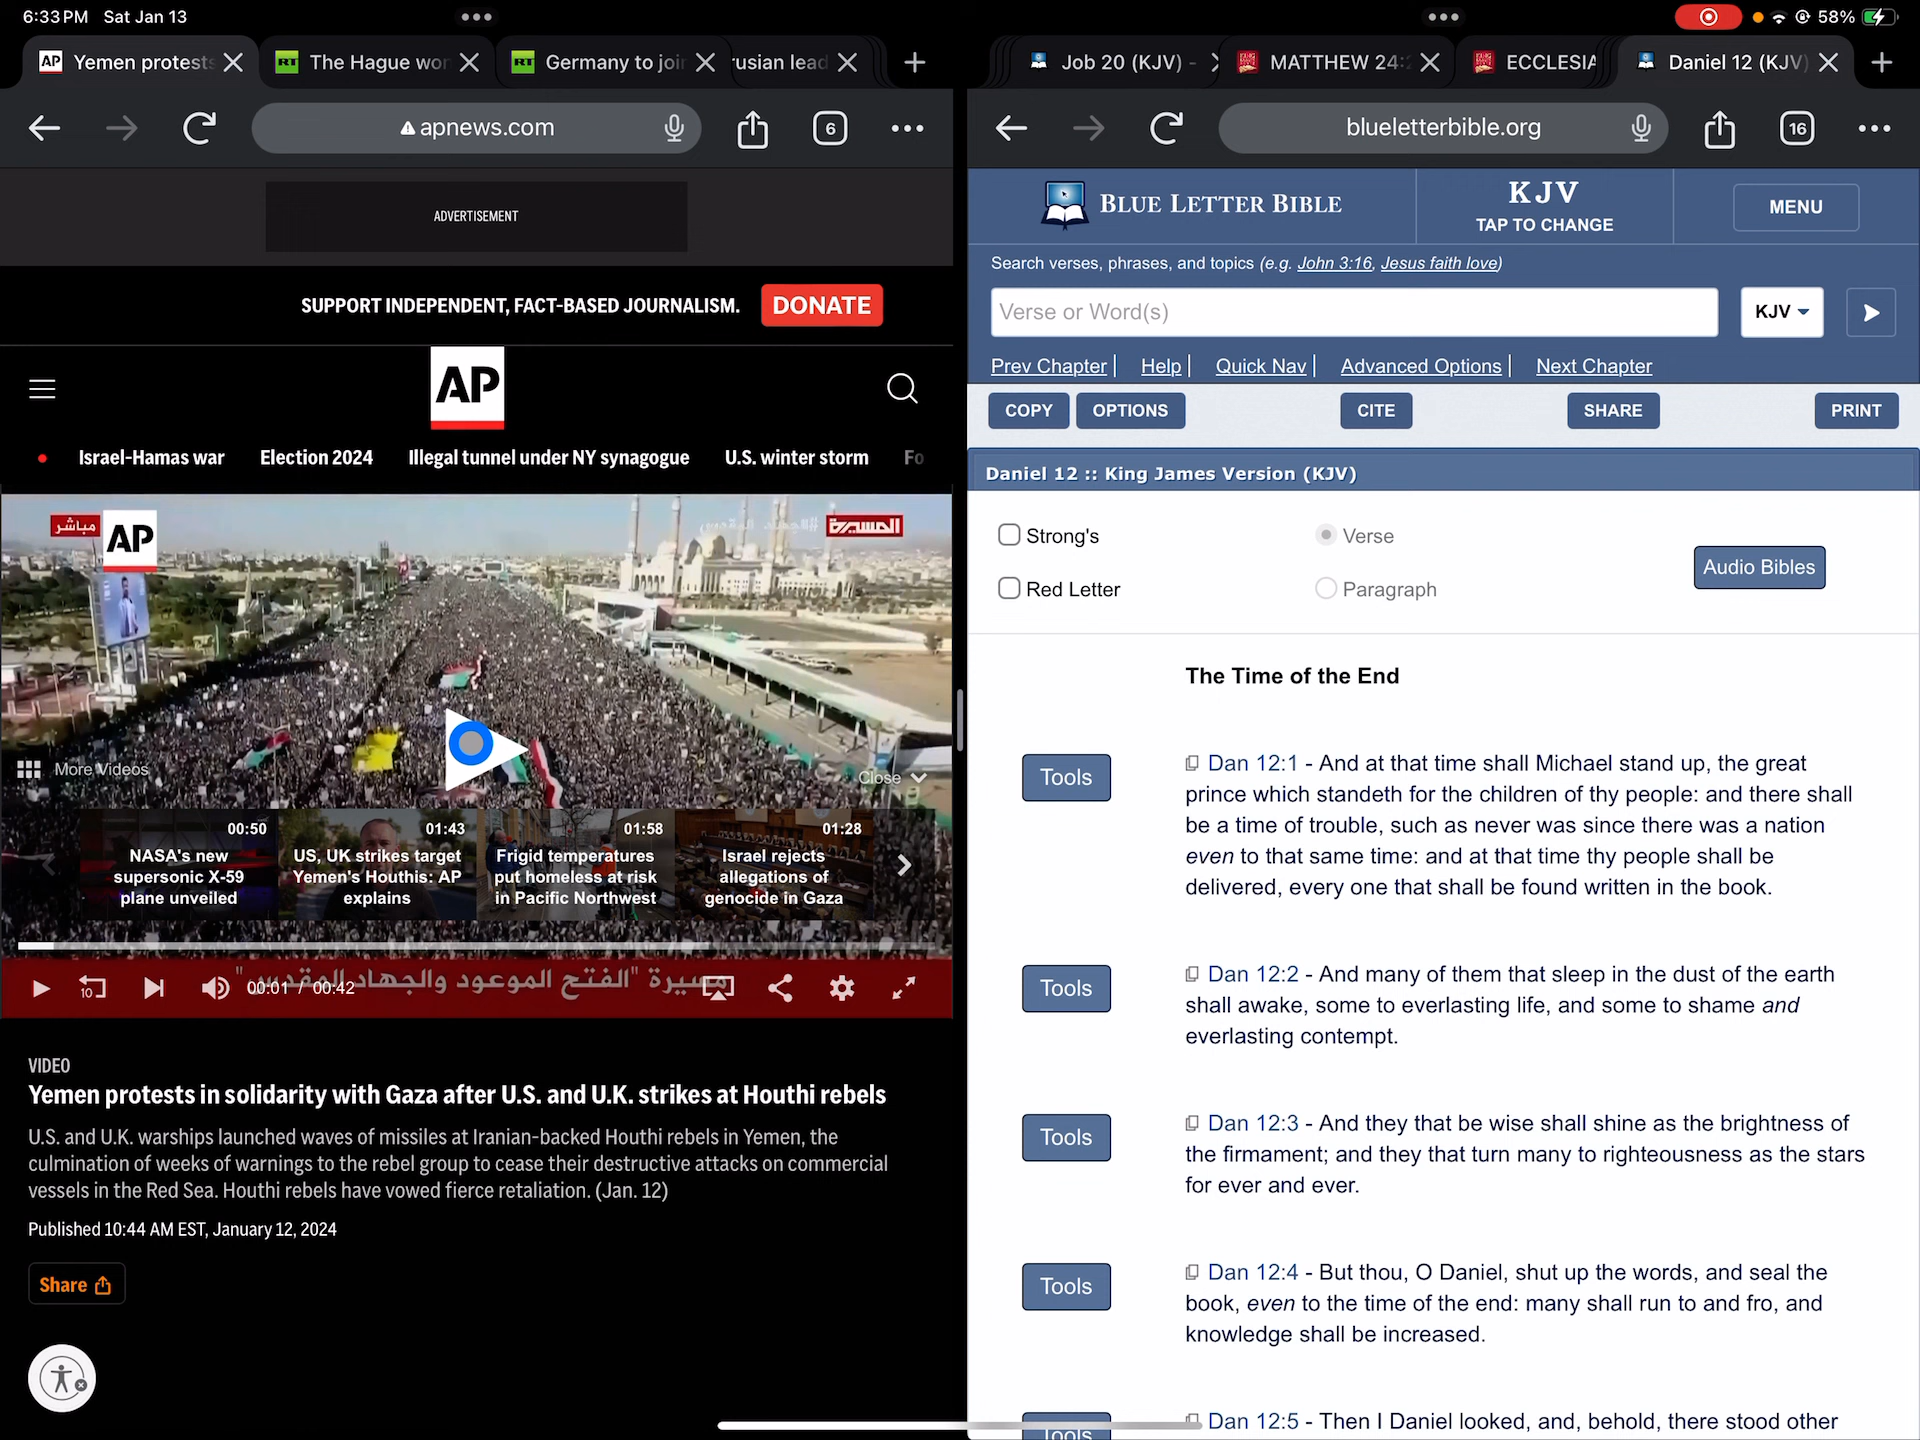 6:33 PM Sat Jan 13
58%
Yemen protests
The Hague wor
Germany to joi
rusian lead
apnews.com
6
ADVERTISEMENT
SUPPORT INDEPENDENT, FACT-BASED JOURNALISM.
DONATE
AP
Israel-Hamas war
Election 2024
Illegal tunnel under NY synagogue
U.S. winter storm
Fo
مباشر
AP
المسيرة
More Videos
Close
00:50
NASA's new
supersonic X-59
plane unveiled
01:43
US, UK strikes target
Yemen's Houthis: AP
explains
01:58
Frigid temperatures
put homeless at risk
in Pacific Northwest
01:28
Israel rejects
allegations of
genocide in Gaza
مسيرة "الفتح الموعود والجهاد المقدس"
10
00:01 / 00:42
VIDEO
Yemen protests in solidarity with Gaza after U.S. and U.K. strikes at Houthi rebels
U.S. and U.K. warships launched waves of missiles at Iranian-backed Houthi rebels in Yemen, the
culmination of weeks of warnings to the rebel group to cease their destructive attacks on commercial
vessels in the Red Sea. Houthi rebels have vowed fierce retaliation. (Jan. 12)
Published 10:44 AM EST, January 12, 2024
Share
Job 20 (KJV) -
MATTHEW 24:
ECCLESIA
Daniel 12 (KJV)
blueletterbible.org
16
BLUE LETTER BIBLE
KJV
TAP TO CHANGE
MENU
Search verses, phrases, and topics (e.g. John 3:16, Jesus faith love)
Verse or Word(s)
KJV
Prev Chapter | Help | Quick Nav | Advanced Options | Next Chapter
COPY
OPTIONS
CITE
SHARE
PRINT
Daniel 12 :: King James Version (KJV)
Strong's
Verse
Red Letter
Paragraph
Audio Bibles
The Time of the End
Tools
Dan 12:1 - And at that time shall Michael stand up, the great
prince which standeth for the children of thy people: and there shall
be a time of trouble, such as never was since there was a nation
even to that same time: and at that time thy people shall be
delivered, every one that shall be found written in the book.
Tools
Dan 12:2 - And many of them that sleep in the dust of the earth
shall awake, some to everlasting life, and some to shame and
everlasting contempt.
Tools
Dan 12:3 - And they that be wise shall shine as the brightness of
the firmament; and they that turn many to righteousness as the stars
for ever and ever.
Tools
Dan 12:4 - But thou, O Daniel, shut up the words, and seal the
book, even to the time of the end: many shall run to and fro, and
knowledge shall be increased.
Tools
Dan 12:5 - Then I Daniel looked, and, behold, there stood other